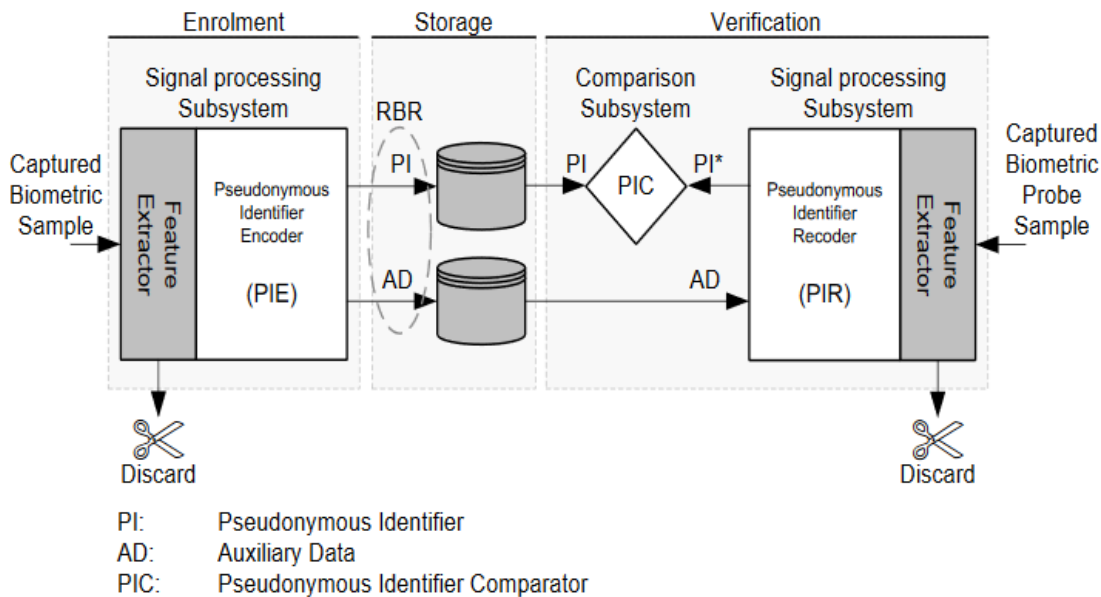 Enrolment
Storage
Verification
Signal processing
Subsystem
Comparison
Subsystem
Signal processing
Subsystem
RBR
Captured
Biometric
Sample
Feature
Extractor
Pseudonymous
Identifier
Encoder
(PIE)
PI
AD
PI
PIC
PI*
AD
Pseudonymous
Identifier
Recoder
(PIR)
Feature
Extractor
Captured
Biometric
Probe
Sample
Discard
Discard
PI: Pseudonymous Identifier
AD: Auxiliary Data
PIC: Pseudonymous Identifier Comparator